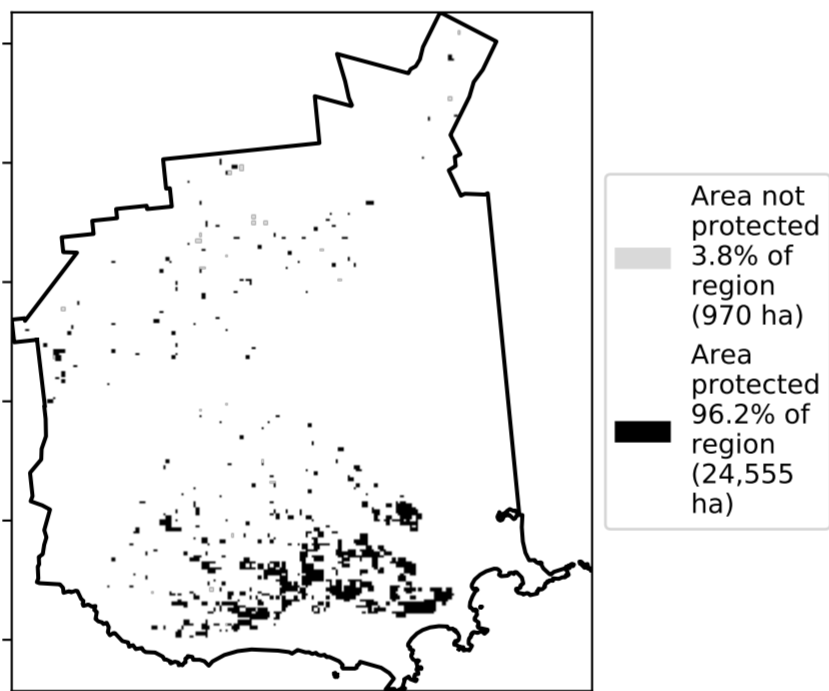 Area not
protected
3.8% of
region
(970 ha)
Area
protected
96.2% of
region
(24,555
ha)